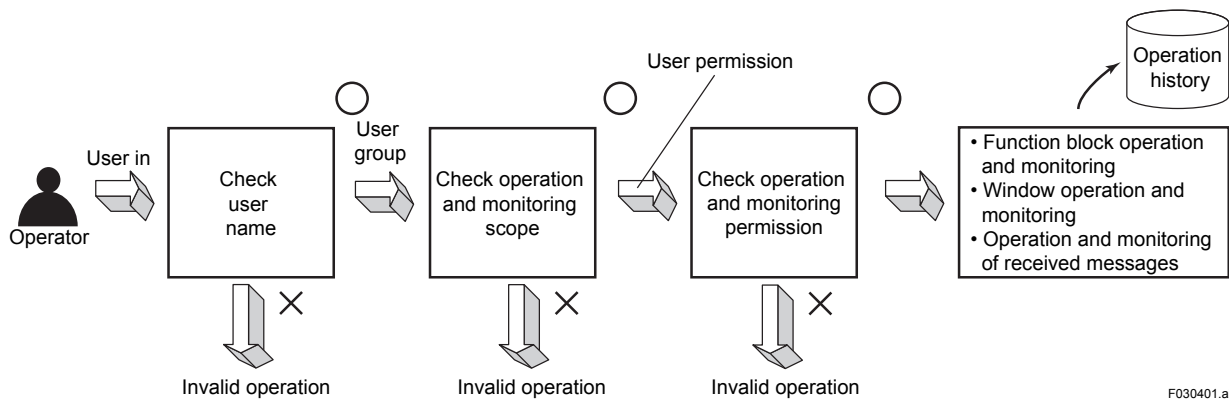 Operation
history
User permission
User in
User
group
Operator
Check
user
name
Check operation
and monitoring
scope
Check operation
and monitoring
permission
• Function block operation
and monitoring
• Window operation and
monitoring
• Operation and monitoring
of received messages
Invalid operation
Invalid operation
Invalid operation
F030401.ai